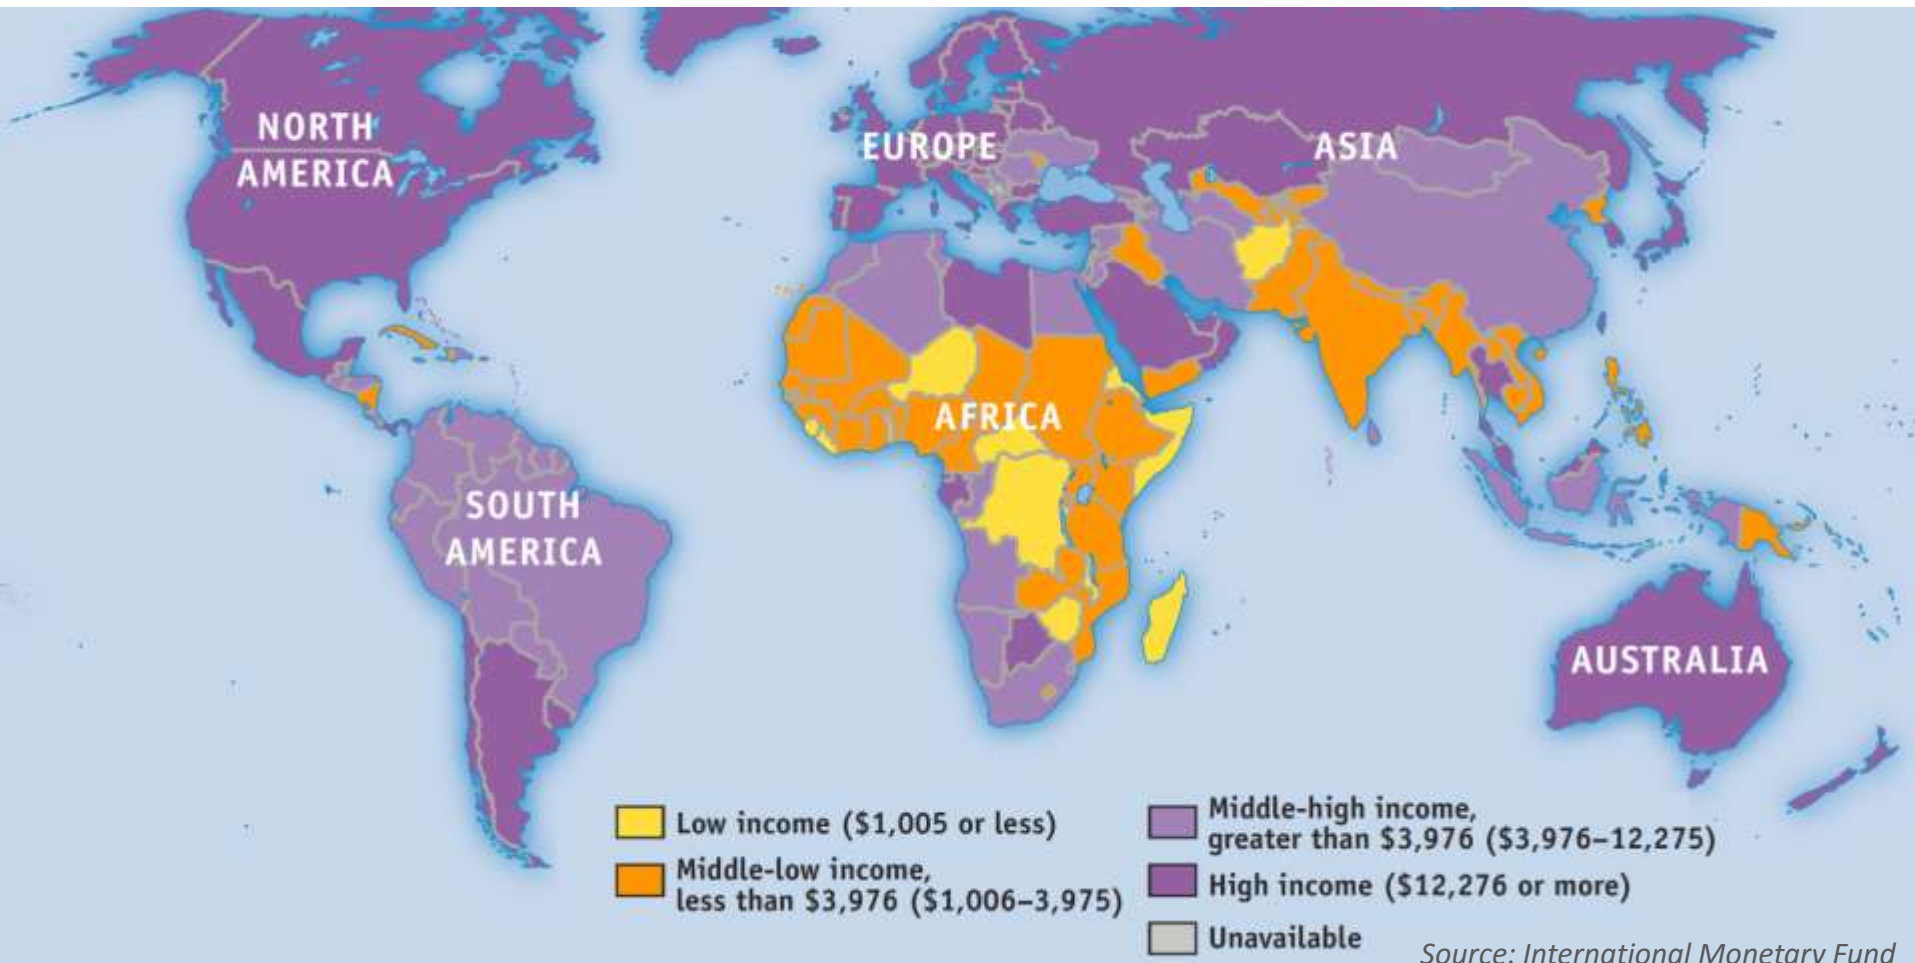 NORTH
AMERICA
EUROPE
ASIA
AFRICA
SOUTH
AMERICA
AUSTRALIA
Low income ($1,005 or less)
Middle-low income,
less than $3,976 ($1,006–3,975)
Middle-high income,
greater than $3,976 ($3,976–12,275)
High income ($12,276 or more)
Unavailable
Source: International Monetary Fund